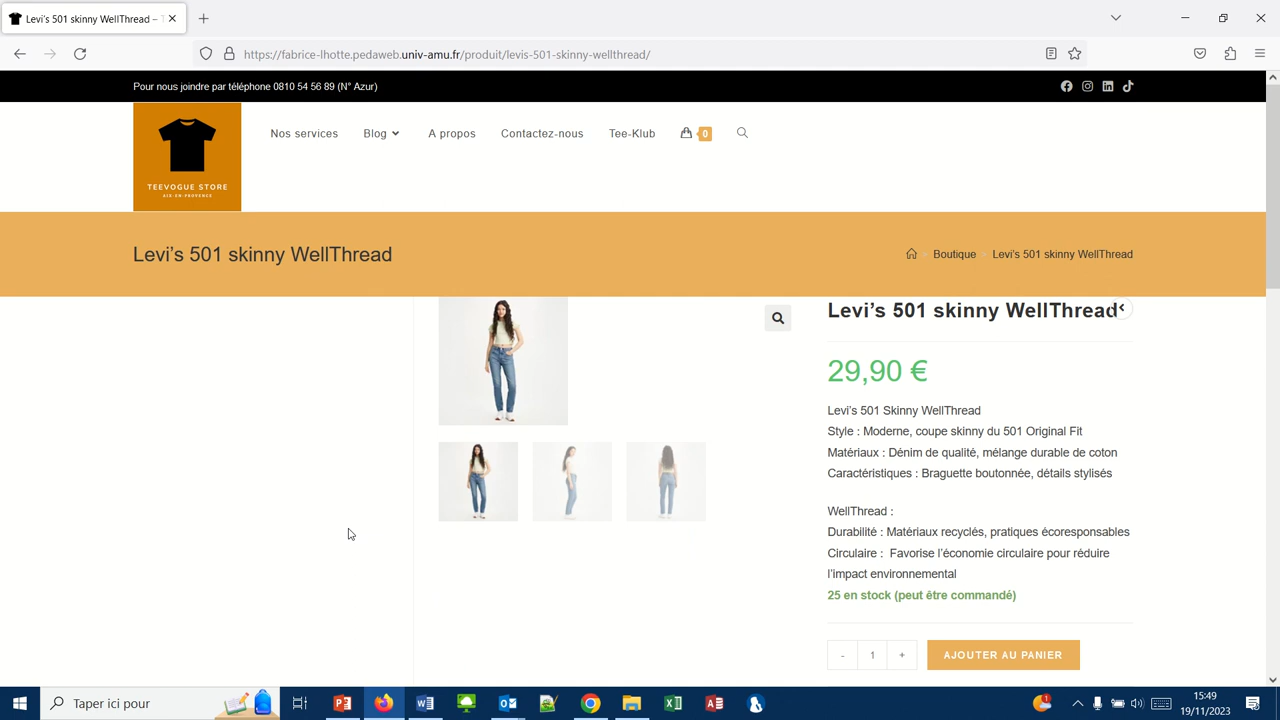 Levi's 501 skinny WellThread –
https://fabrice-lhotte.pedaweb.univ-amu.fr/produit/levis-501-skinny-wellthread/
Pour nous joindre par téléphone 0810 54 56 89 (N° Azur)
TEEVOGUE STORE
AIX-EN-PROVENCE
Nos services
Blog
A propos
Contactez-nous
Tee-Klub
0
Levi’s 501 skinny WellThread
Boutique
Levi’s 501 skinny WellThread
Levi’s 501 skinny WellThread
29,90 €
Levi’s 501 Skinny WellThread
Style : Moderne, coupe skinny du 501 Original Fit
Matériaux : Dénim de qualité, mélange durable de coton
Caractéristiques : Braguette boutonnée, détails stylisés
WellThread :
Durabilité : Matériaux recyclés, pratiques écoresponsables
Circulaire : Favorise l’économie circulaire pour réduire
l’impact environnemental
25 en stock (peut être commandé)
- 1 +
AJOUTER AU PANIER
Taper ici pour
1
15:49
19/11/2023